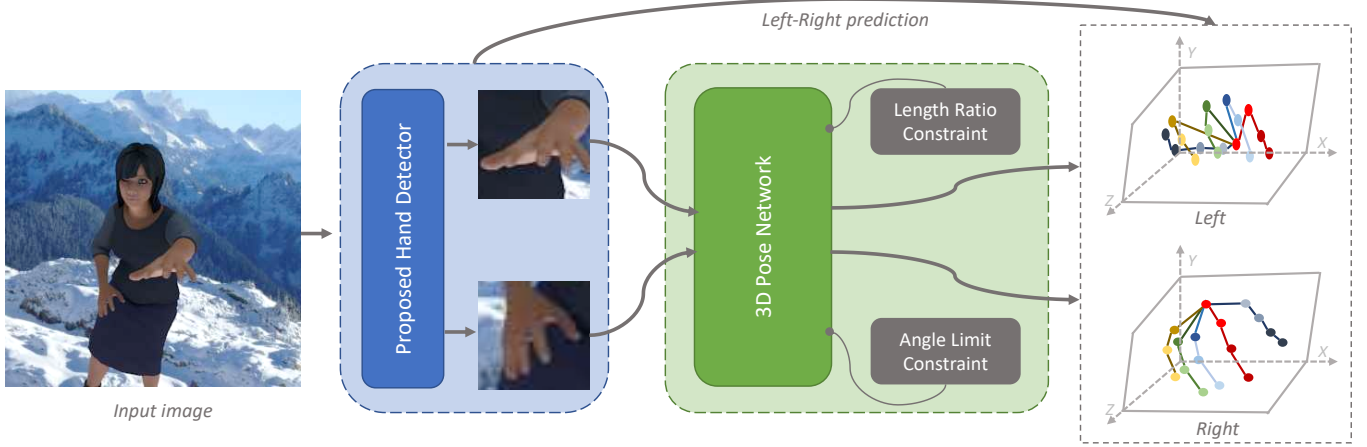 Left-Right prediction
Input image
Proposed Hand Detector
3D Pose Network
Length Ratio
Constraint
Angle Limit
Constraint
Y
X
Z
Left
Y
X
Z
Right